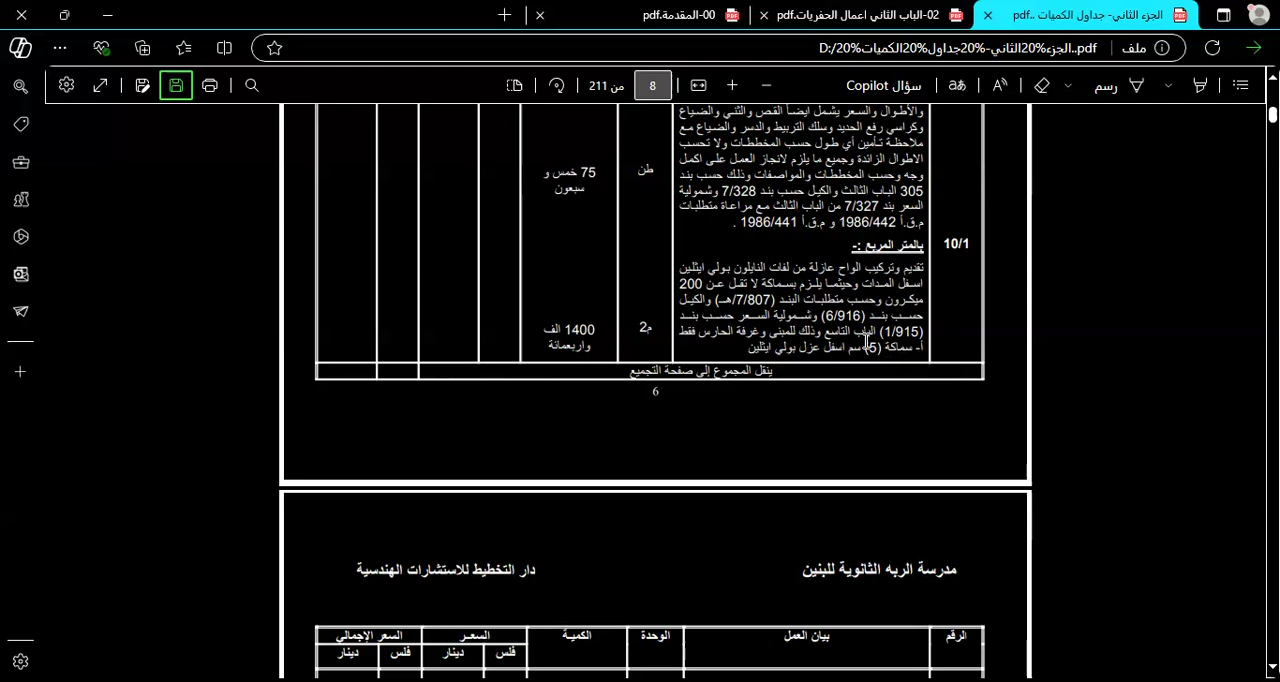 الجزء الثاني- جداول الكميات ..pdf
02-الباب الثاني اعمال الحفريات.pdf
00-المقدمة.pdf
ملف
D:/20%الجزء20%الثاني-20%جداول20%الكميات..pdf
رسم
سؤال Copilot
8
من 211
والأطوال والسعر يشمل ايضاً القص والثني والضياع
وكراسي رفع الحديد وسلك التربيط والدسر والضياع مع
ملاحظة تأمين أي طول حسب المخططات ولا تحسب
الاطوال الزائدة وجميع ما يلزم لانجاز العمل على اكمل
وجه وحسب المخططات والمواصفات وذلك حسب بند
305 الباب الثالث والكيل حسب بند 7/328 وشمولية
السعر بند 7/327 من الباب الثالث مع مراعاة متطلبات
م.ق.أ 1986/442 و م.ق.أ 1986/441 .
طن
75 خمس و
سبعون
10/1
بالمتر المربع :-
تقديم وتركيب الواح عازلة من لفات النايلون بولي ايثلين
اسفل المدات وحيثما يلزم بسماكة لا تقل عن 200
ميكرون وحسب متطلبات البند (7/807/هـ) والكيل
حسب بند (6/916) وشمولية السعر حسب بند
(1/915) الباب التاسع وذلك للمبنى وغرفة الحارس فقط
أ- سماكة (5) سم اسفل عزل بولي ايثلين
م2
1400 الف
واربعمائة
ينقل المجموع إلى صفحة التجميع
6
مدرسة الربه الثانوية للبنين
دار التخطيط للاستشارات الهندسية
الرقم
بيان العمل
الوحدة
الكمية
السعر
السعر الإجمالي
فلس
دينار
فلس
دينار